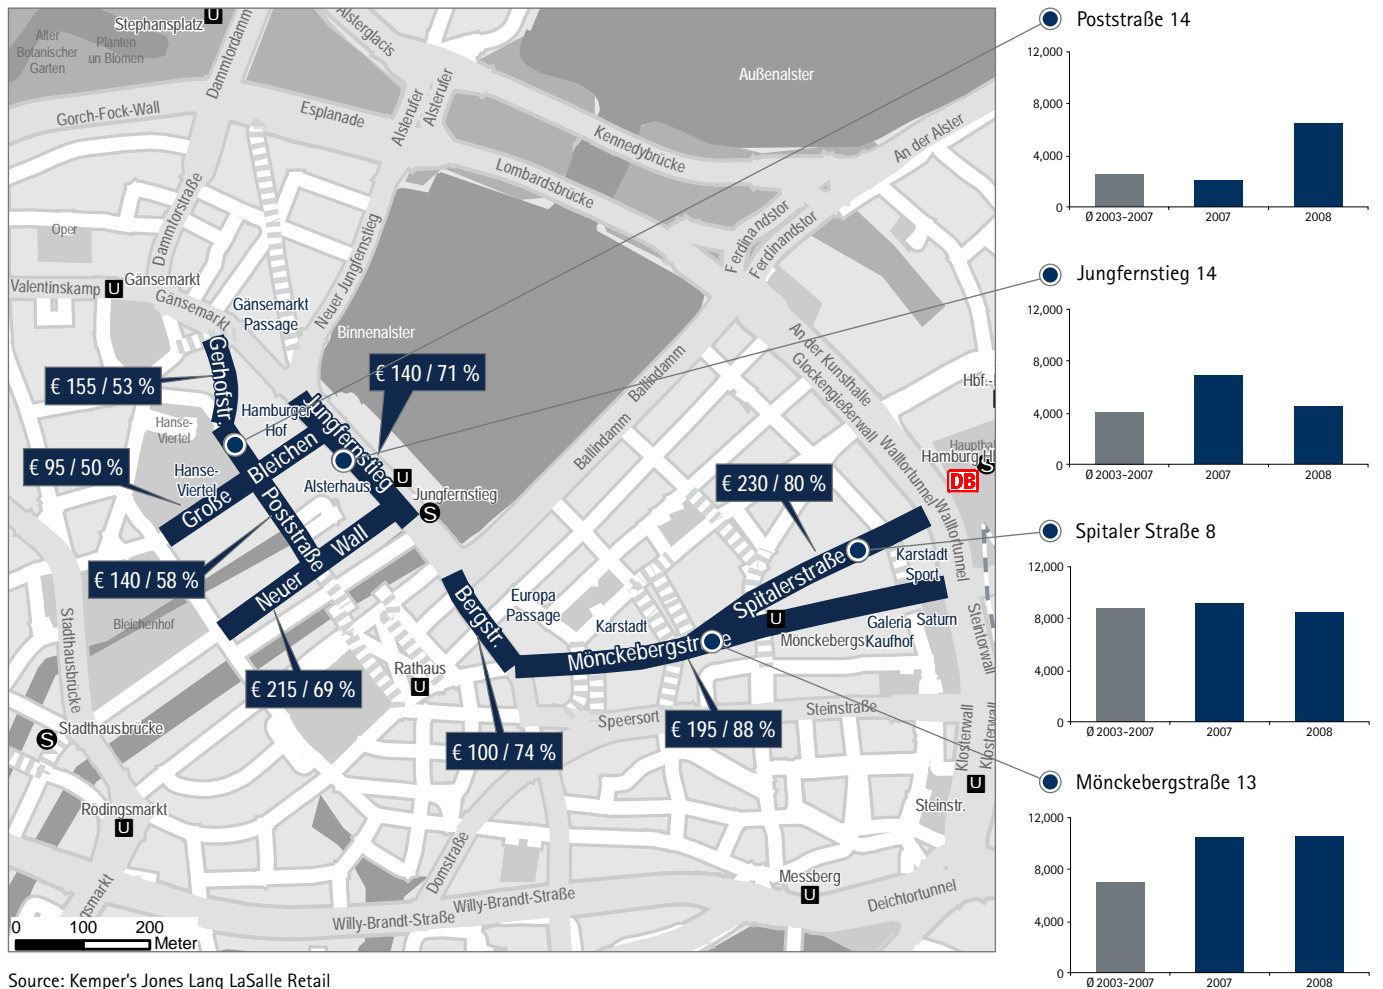 Stephansplatz
U
Alter
Botanischer
Garten
Planten
un Blomen
Dammtordamm
Alsterglacis
Außenalster
Gorch-Fock-Wall
Esplanade
Alsterufer
Alsterufer
Kennedybrücke
An der Alster
Lombardsbrücke
Dammtorstraße
Oper
Ferdinandstor
Ferdinandstor
Valentinskamp
U
Gänsemarkt
Gänsemarkt
Gänsemarkt
Passage
Neuer Jungfernstieg
Binnenalster
An der Kunsthalle
Glockengießerwall
Ballindamm
Ballindamm
Gerhofstr.
€ 155 / 53 %
€ 140 / 71 %
Hbf.-
Hamburger
Hof
Hanse-
Viertel
Jungfernstieg
Hauptba
Hamburg H
S
DB
€ 95 / 50 %
Hanse-
Viertel
Große Bleichen
Alsterhaus
U
Jungfernstieg
S
Walltortunnel
Walltortunnel
€ 230 / 80 %
Poststraße
Neuer Wall
€ 140 / 58 %
Karstadt
Sport
Spitalerstraße
Bergstr.
Europa
Passage
Stadthausbrücke
Bleichenhof
Karstadt
U
Mönckebergs
Galeria
Kaufhof
Saturn
Steintorwall
Mönckebergstraße
Rathaus
U
€ 215 / 69 %
Speersort
Steinstraße
€ 195 / 88 %
€ 100 / 74 %
Klosterwall
Klosterwall
S
Stadthausbrücke
U
Steinstr.
Rödingsmarkt
U
Domstraße
Messberg
U
Willy-Brandt-Straße
Willy-Brandt-Straße
Deichtortunnel
gsmarkt
0 100 200
Meter
Poststraße 14
12,000
8,000
4,000
0
Ø 2003-2007 2007 2008
Jungfernstieg 14
12,000
8,000
4,000
0
Ø 2003-2007 2007 2008
Spitaler Straße 8
12,000
8,000
4,000
0
Ø 2003-2007 2007 2008
Mönckebergstraße 13
12,000
8,000
4,000
0
Ø 2003-2007 2007 2008
Source: Kemper's Jones Lang LaSalle Retail